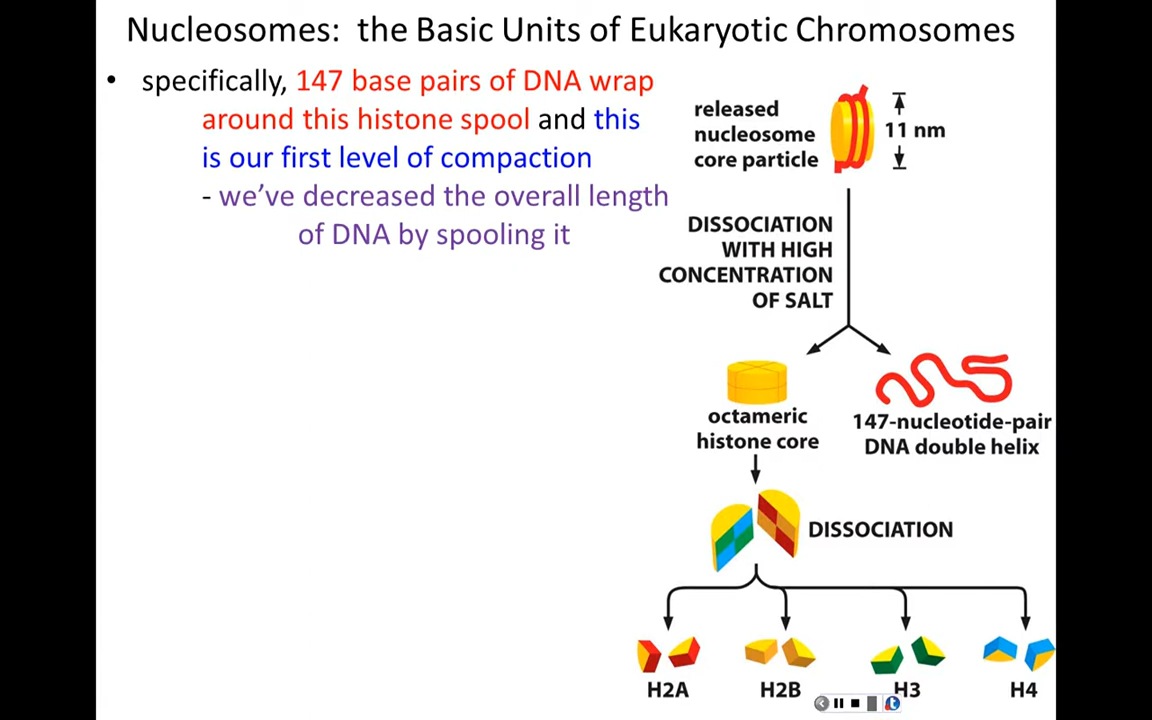 Nucleosomes: the Basic Units of Eukaryotic Chromosomes
• specifically, 147 base pairs of DNA wrap
around this histone spool and this
is our first level of compaction
- we’ve decreased the overall length
of DNA by spooling it
released
nucleosome
core particle
11 nm
DISSOCIATION
WITH HIGH
CONCENTRATION
OF SALT
octameric
histone core
147-nucleotide-pair
DNA double helix
DISSOCIATION
H2A
H2B
H3
H4